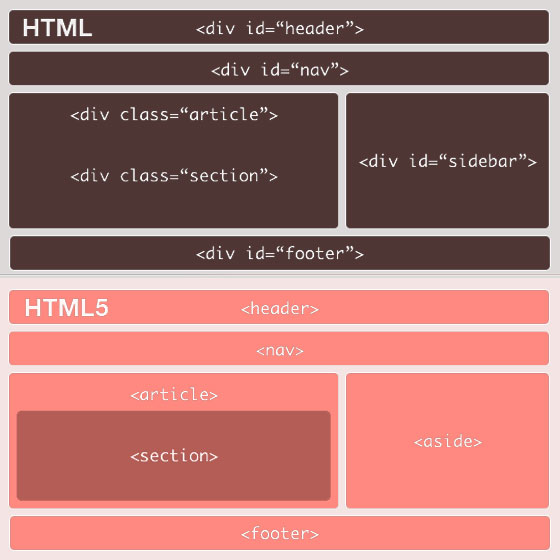 HTML <div id=“header”>
<div id=“nav”>
<div class=“article”>
<div class=“section”>
<div id=“sidebar”>
<div id=“footer”>
HTML5 <header>
<nav>
<article>
<section>
<aside>
<footer>